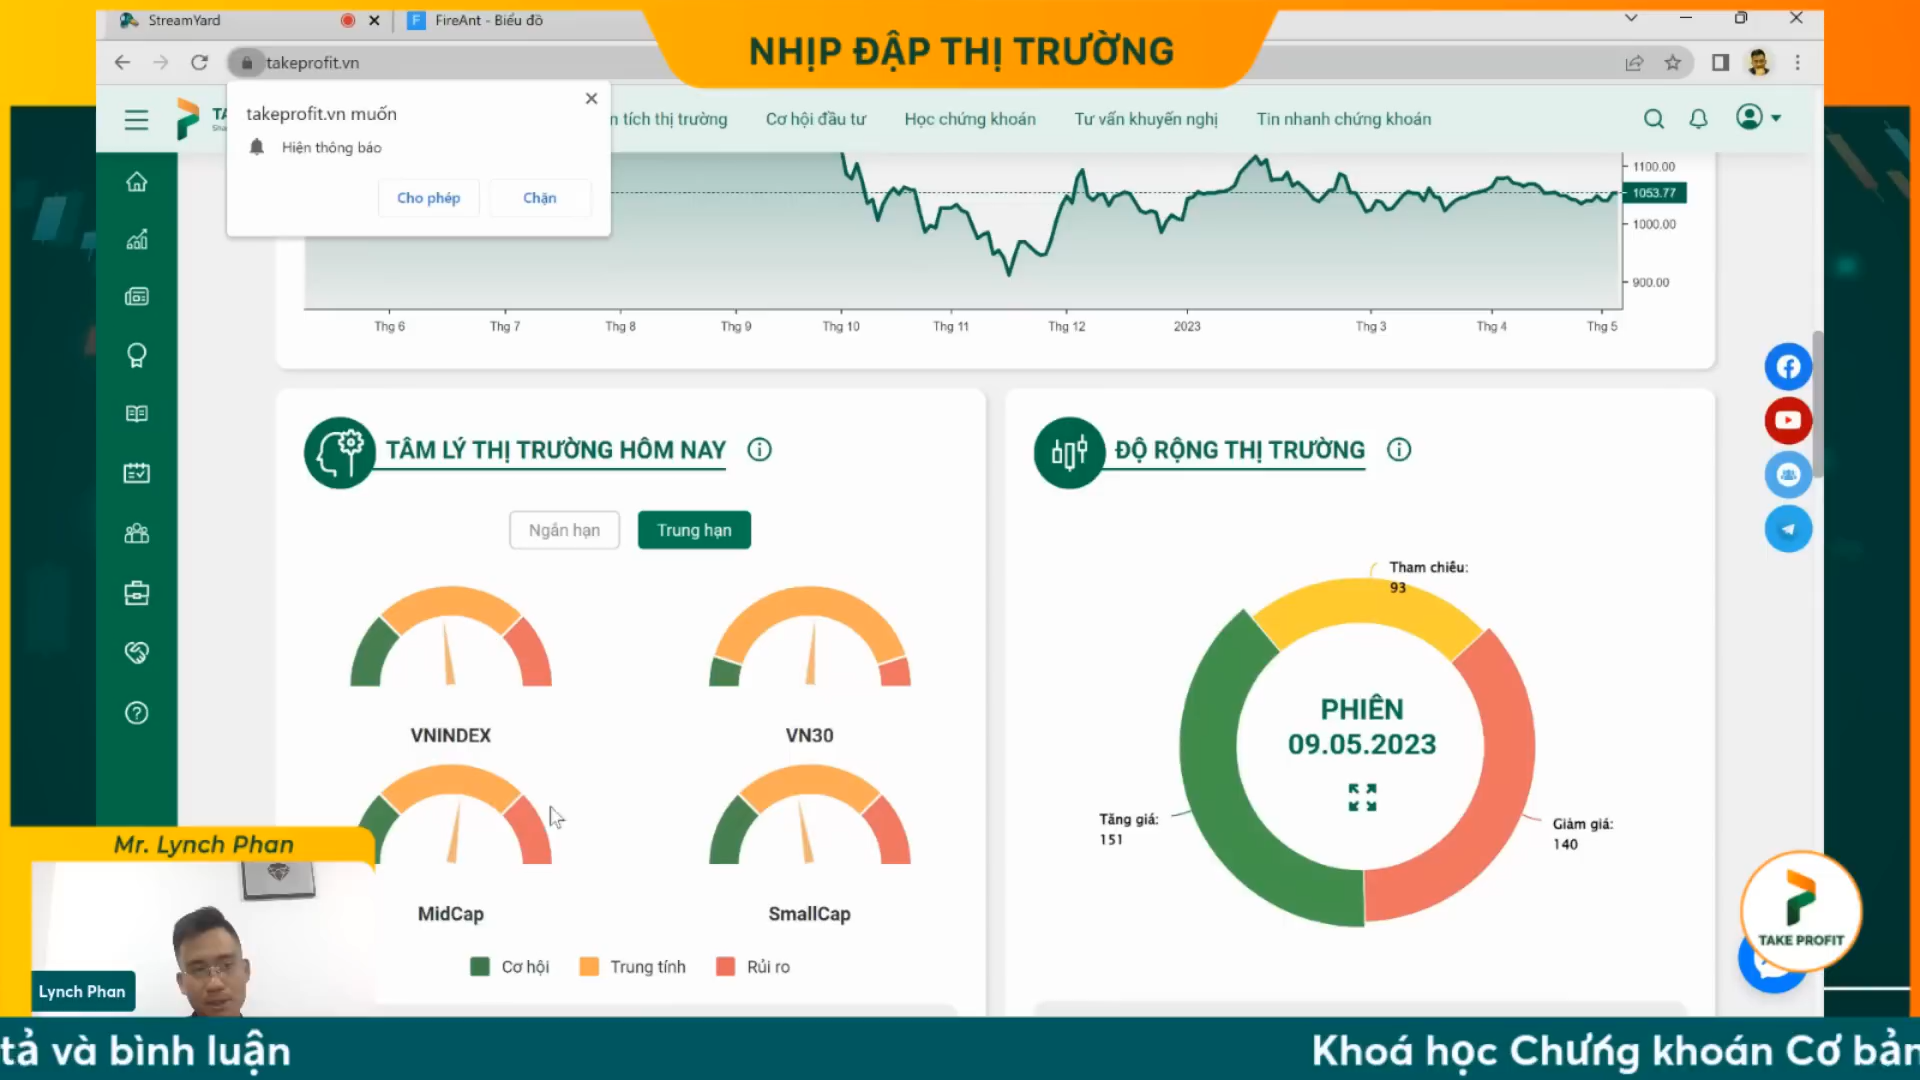 StreamYard
FireAnt - Biểu đồ
NHỊP ĐẬP THỊ TRƯỜNG
takeprofit.vn
takeprofit.vn muốn
Hiện thông báo
Cho phép
Chặn
n tích thị trường
Cơ hội đầu tư
Học chứng khoán
Tư vấn khuyến nghị
Tin nhanh chứng khoán
1100.00
1053.77
1000.00
900.00
Thg 6
Thg 7
Thg 8
Thg 9
Thg 10
Thg 11
Thg 12
2023
Thg 3
Thg 4
Thg 5
TÂM LÝ THỊ TRƯỜNG HÔM NAY
Ngắn hạn
Trung hạn
VNINDEX
VN30
MidCap
SmallCap
Cơ hội
Trung tính
Rủi ro
ĐỘ RỘNG THỊ TRƯỜNG
Tham chiếu:
93
PHIÊN
09.05.2023
Tăng giá:
151
Giảm giá:
140
Mr. Lynch Phan
Lynch Phan
TAKE PROFIT
tả và bình luận
Khoá học Chứng khoán Cơ bản